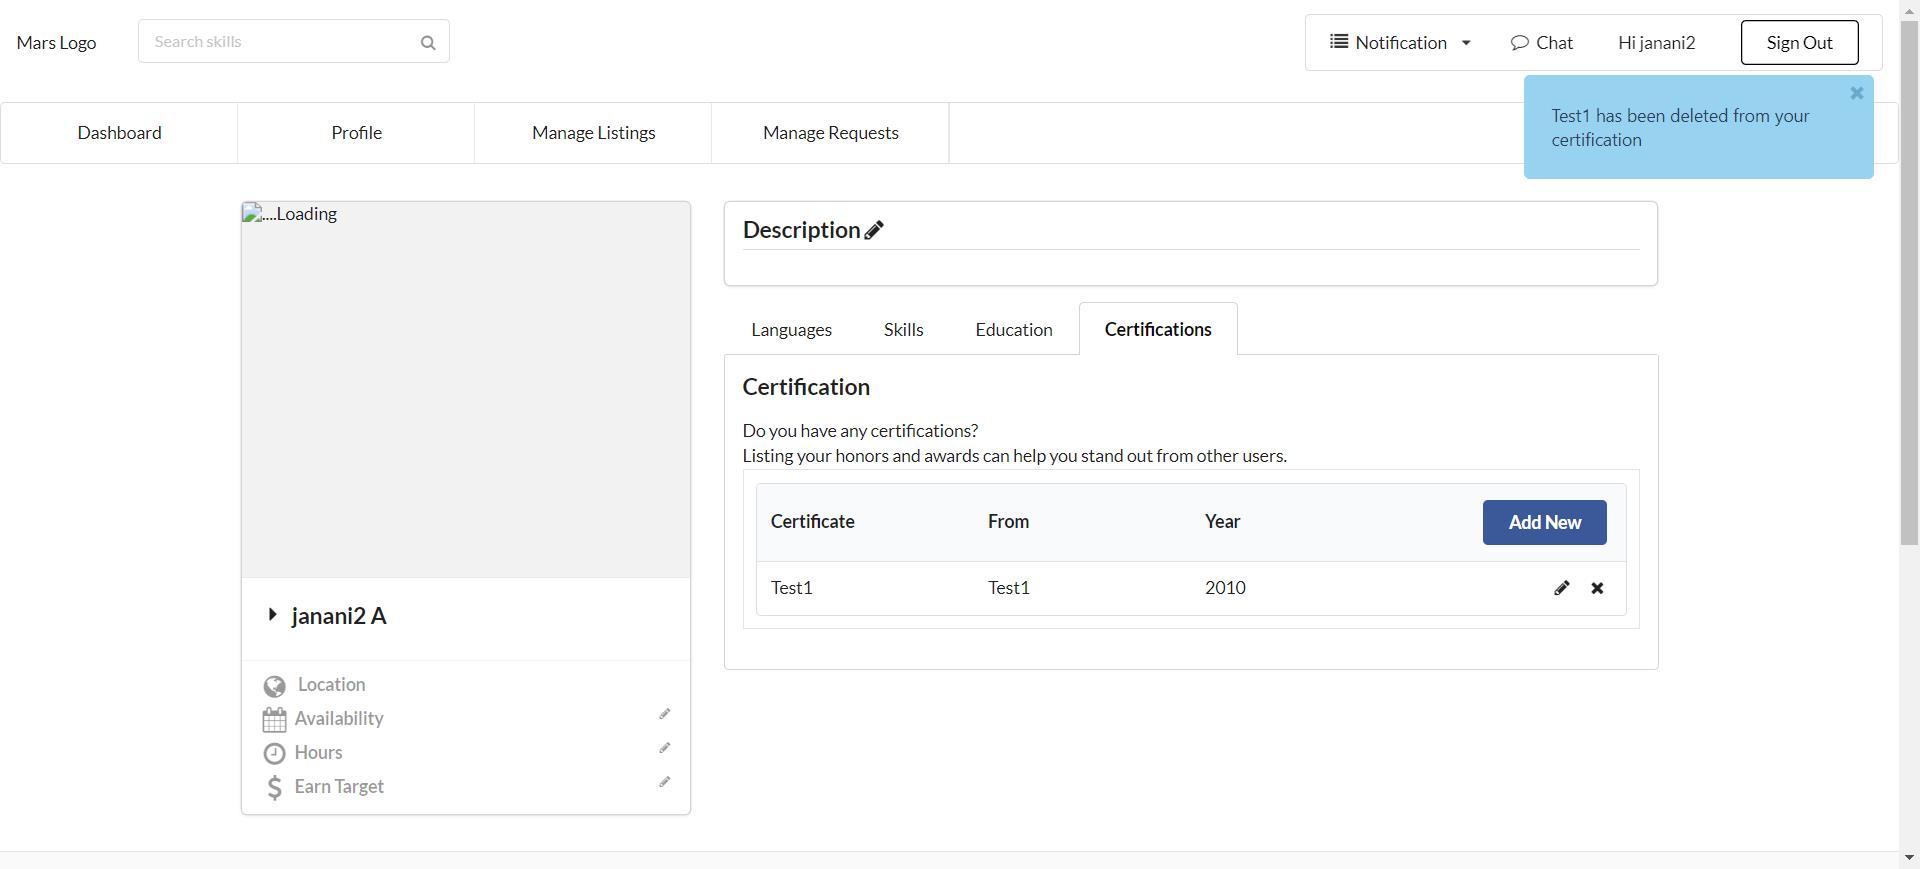 Mars Logo
Search skills
Notification
Chat
Hi janani2
Sign Out
Test1 has been deleted from your
certification
Dashboard
Profile
Manage Listings
Manage Requests
....Loading
janani2 A
Location
Availability
Hours
Earn Target
Description
Languages
Skills
Education
Certifications
Certification
Do you have any certifications?
Listing your honors and awards can help you stand out from other users.
Certificate From Year Add New
Test1 Test1 2010